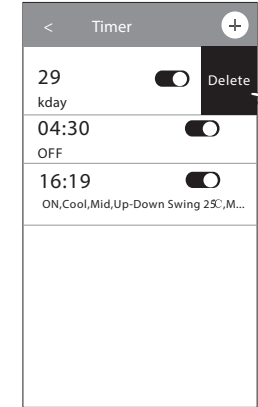 < Timer +
29 Delete
kday
04:30
OFF
16:19
ON,Cool,Mid,Up-Down Swing 25℃,M...